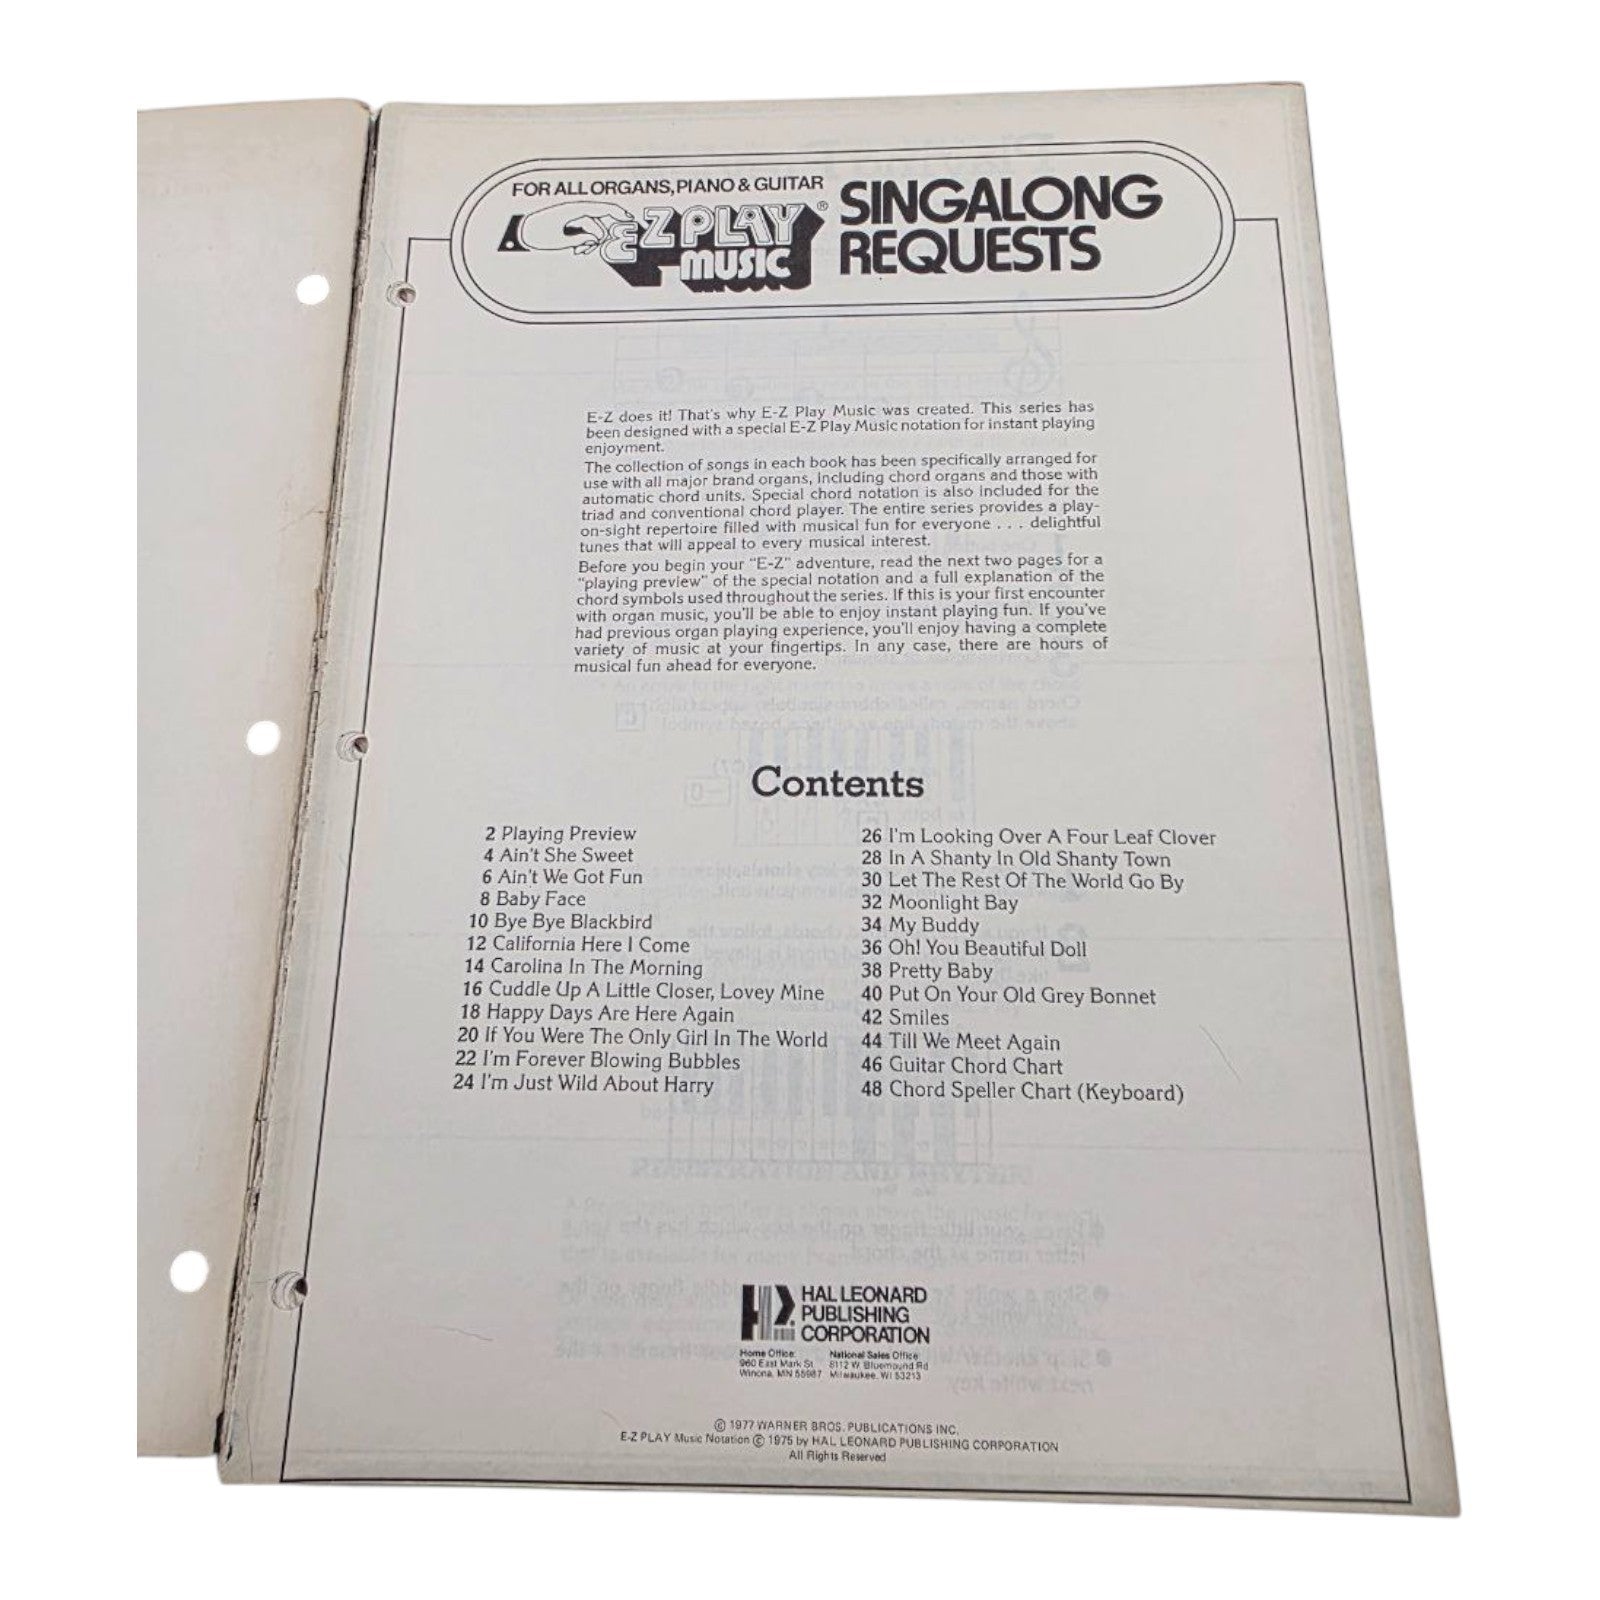 FOR ALL ORGANS, PIANO & GUITAR
E-Z PLAY ®
MUSIC
SINGALONG
REQUESTS
E-Z does it! That's why E-Z Play Music was created. This series has
been designed with a special E-Z Play Music notation for instant playing
enjoyment.
The collection of songs in each book has been specifically arranged for
use with all major brand organs, including chord organs and those with
automatic chord units. Special chord notation is also included for the
triad and conventional chord player. The entire series provides a play-
on-sight repertoire filled with musical fun for everyone . . . delightful
tunes that will appeal to every musical interest.
Before you begin your "E-Z" adventure, read the next two pages for a
"playing preview" of the special notation and a full explanation of the
chord symbols used throughout the series. If this is your first encounter
with organ music, you'll be able to enjoy instant playing fun. If you've
had previous organ playing experience, you'll enjoy having a complete
variety of music at your fingertips. In any case, there are hours of
musical fun ahead for everyone.
Contents
2 Playing Preview
4 Ain't She Sweet
6 Ain't We Got Fun
8 Baby Face
10 Bye Bye Blackbird
12 California Here I Come
14 Carolina In The Morning
16 Cuddle Up A Little Closer, Lovey Mine
18 Happy Days Are Here Again
20 If You Were The Only Girl In The World
22 I'm Forever Blowing Bubbles
24 I'm Just Wild About Harry
26 I'm Looking Over A Four Leaf Clover
28 In A Shanty In Old Shanty Town
30 Let The Rest Of The World Go By
32 Moonlight Bay
34 My Buddy
36 Oh! You Beautiful Doll
38 Pretty Baby
40 Put On Your Old Grey Bonnet
42 Smiles
44 Till We Meet Again
46 Guitar Chord Chart
48 Chord Speller Chart (Keyboard)
HAL LEONARD
PUBLISHING
CORPORATION
Home Office:
960 East Mark St.
Winona, MN 55987
National Sales Office
8112 W. Bluemound Rd
Milwaukee, WI 53213
© 1977 WARNER BROS. PUBLICATIONS INC.
E-Z PLAY Music Notation © 1975 by HAL LEONARD PUBLISHING CORPORATION
All Rights Reserved